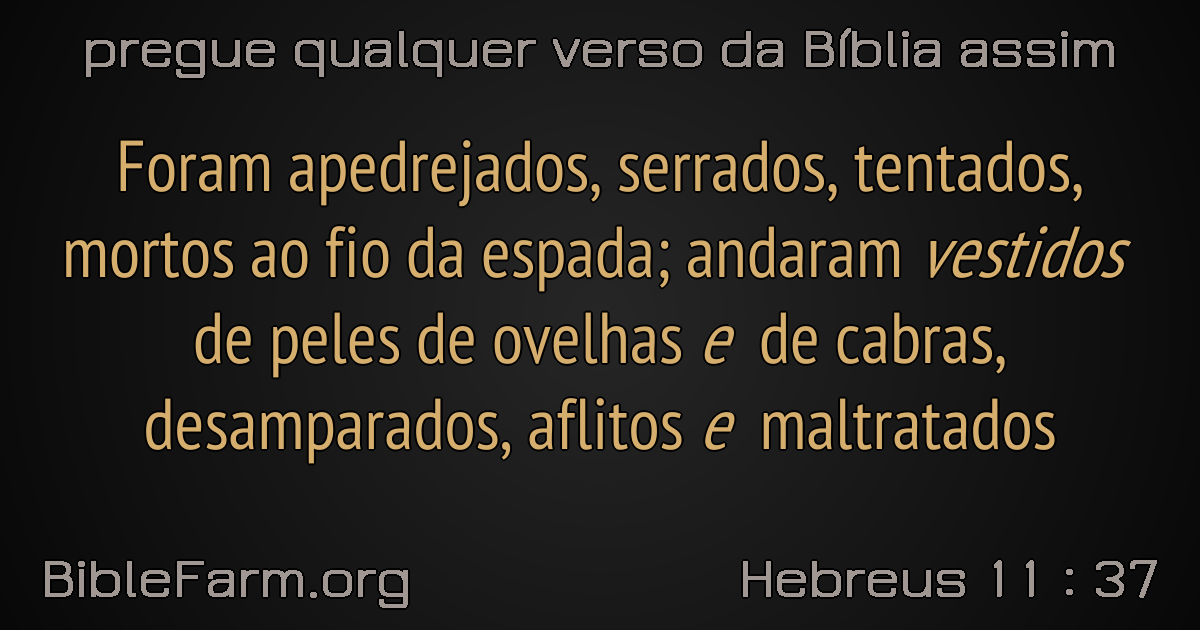 pregue qualquer verso da Bíblia assim
Foram apedrejados, serrados, tentados,
mortos ao fio da espada; andaram vestidos
de peles de ovelhas e de cabras,
desamparados, aflitos e maltratados
BibleFarm.org
Hebreus 11 : 37